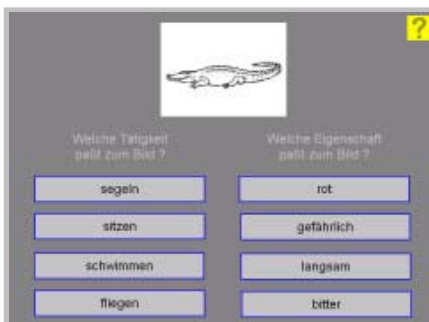 ?
Welche Tätigkeit
paßt zum Bild ?
segeln
sitzen
schwimmen
fliegen
Welche Eigenschaft
paßt zum Bild ?
rot
gefährlich
langsam
bitter